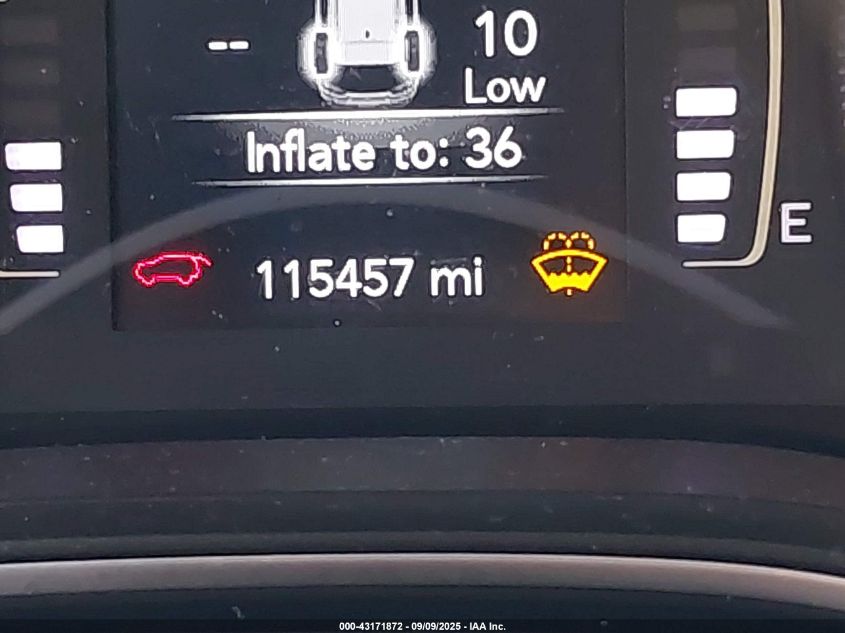 -- 10
Low
Inflate to: 36
E
115457 mi
000-43171872 - 09/09/2025 - IAA Inc.